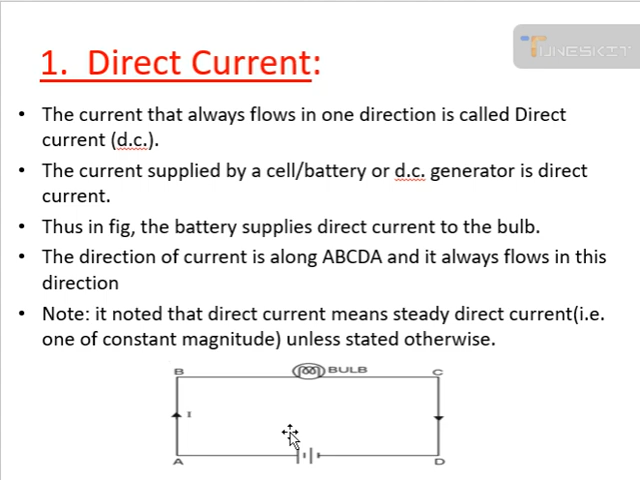 TUNESKIT
1. Direct Current:
• The current that always flows in one direction is called Direct
current (d.c.).
• The current supplied by a cell/battery or d.c. generator is direct
current.
• Thus in fig, the battery supplies direct current to the bulb.
• The direction of current is along ABCDA and it always flows in this
direction
• Note: it noted that direct current means steady direct current(i.e.
one of constant magnitude) unless stated otherwise.
B BULB C
I
A D